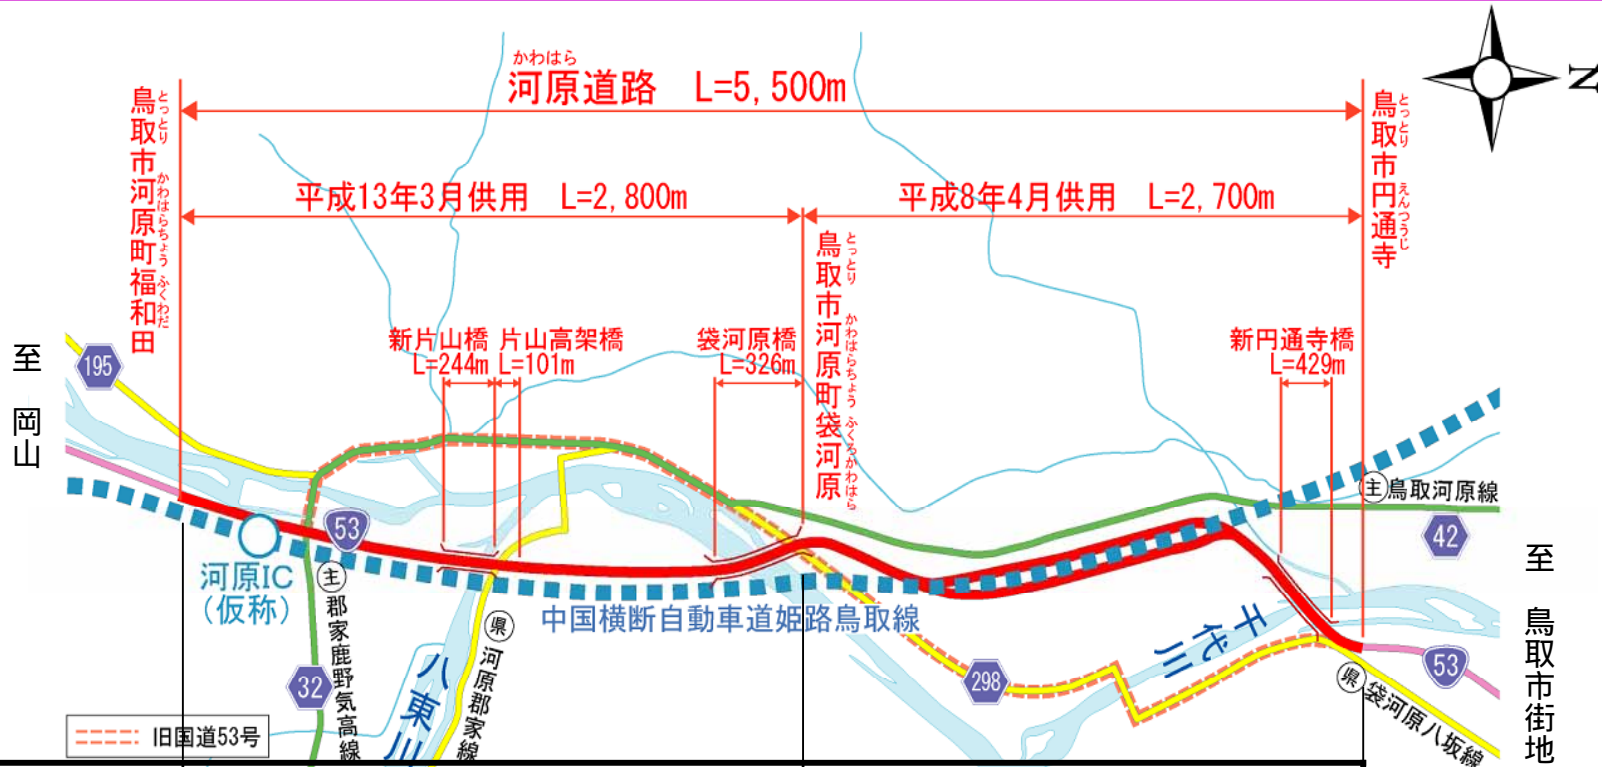 かわはら
河原道路 L=5,500m
N
鳥取市河原町福和田
とっとり かわはらちょう ふくわだ
鳥取市円通寺
とっとり えんつうじ
平成13年3月供用 L=2,800m
平成8年4月供用 L=2,700m
鳥取市河原町袋河原
とっとり かわはらちょう ふくろがわはら
新片山橋
L=244m
片山高架橋
L=101m
袋河原橋
L=326m
新円通寺橋
L=429m
至 岡山
195
53
河原IC
(仮称)
主 郡家鹿野気高線
32
県 河原郡家線
八東川
中国横断自動車道姫路鳥取線
298
千代川
主 鳥取河原線
42
53
県 袋河原八坂線
至 鳥取市街地
旧国道53号